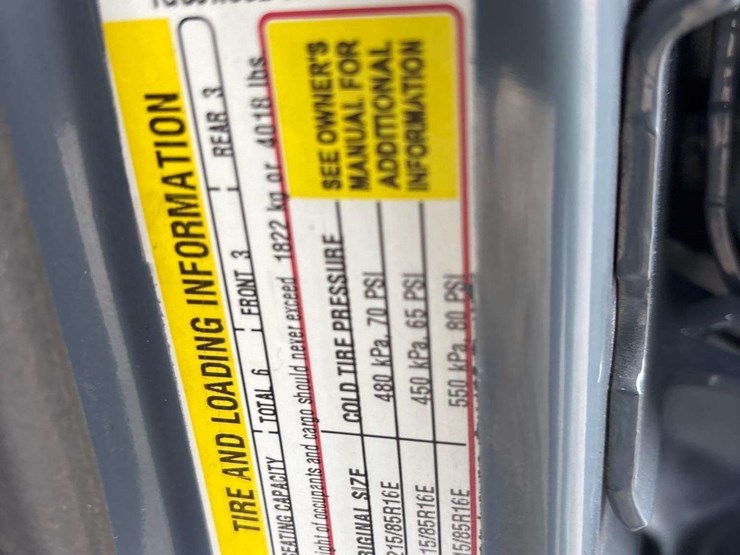 TIRE AND LOADING INFORMATION
EATING CAPACITY TOTAL 6 FRONT 3 REAR 3
ght of occupants and cargo should never exceed 1822 kg or 4018 lbs.
RIGINAL SIZE COLD TIRE PRESSURE
215/85R16E 480 kPa, 70 PSI
15/85R16E 450 kPa, 65 PSI
15/85R16E 550 kPa, 80 PSI
SEE OWNER'S
MANUAL FOR
ADDITIONAL
INFORMATION